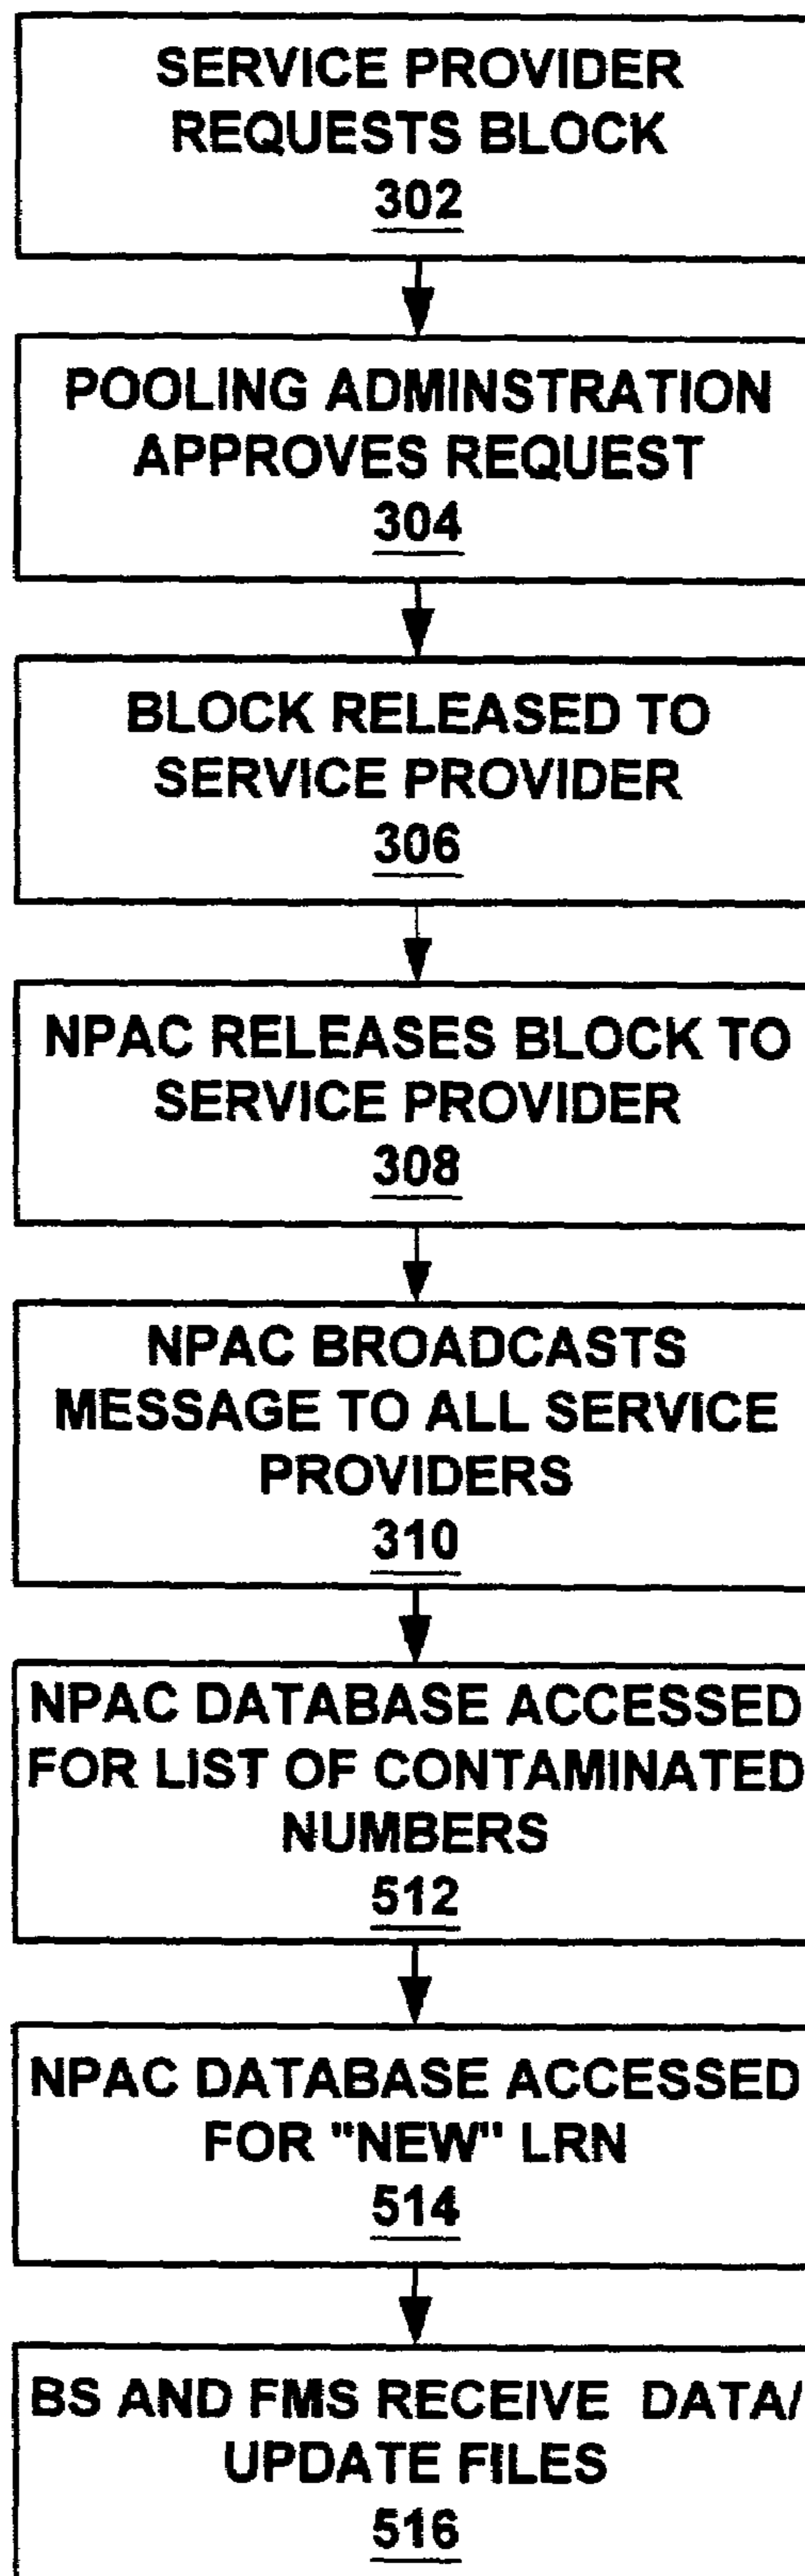 SERVICE PROVIDER
REQUESTS BLOCK
302
POOLING ADMINSTRATION
APPROVES REQUEST
304
BLOCK RELEASED TO
SERVICE PROVIDER
306
NPAC RELEASES BLOCK TO
SERVICE PROVIDER
308
NPAC BROADCASTS
MESSAGE TO ALL SERVICE
PROVIDERS
310
NPAC DATABASE ACCESSED
FOR LIST OF CONTAMINATED
NUMBERS
512
NPAC DATABASE ACCESSED
FOR "NEW" LRN
514
BS AND FMS RECEIVE DATA/
UPDATE FILES
516